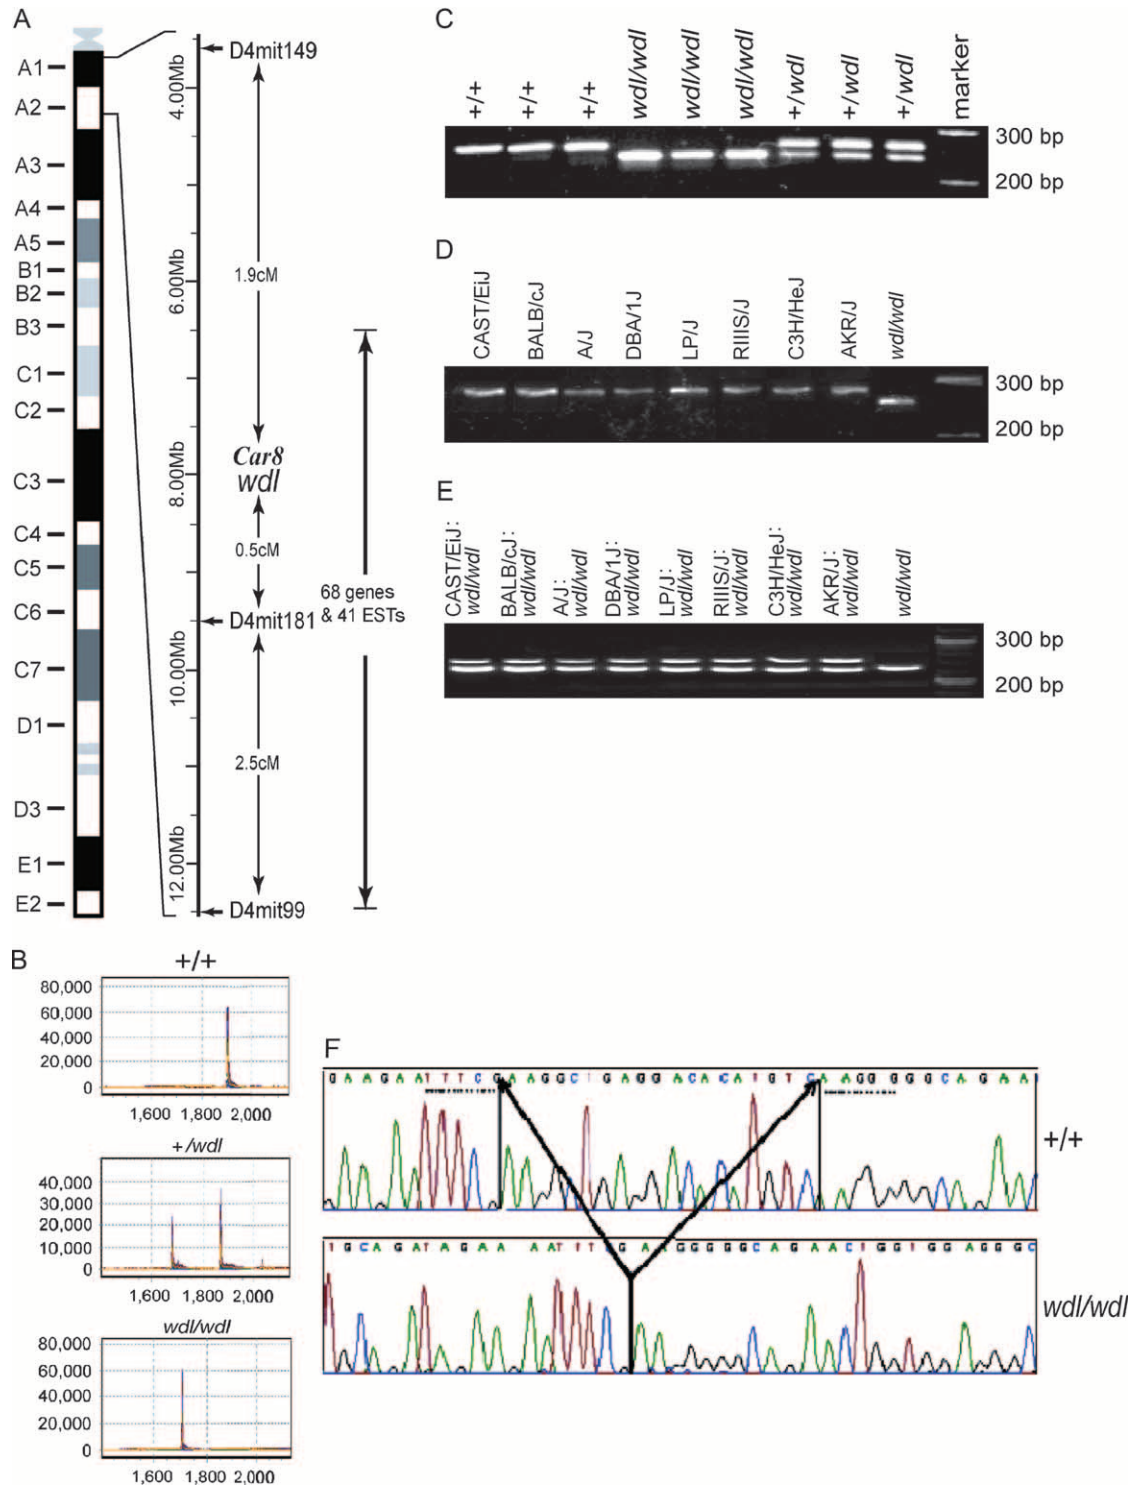 A
A1
A2
A3
A4
A5
B1
B2
B3
C1
C2
C3
C4
C5
C6
C7
D1
D3
E1
E2
4.00Mb
6.00Mb
8.00Mb
10.00Mb
12.00Mb
D4mit149
1.9cM
Car8
wdl
0.5cM
D4mit181
2.5cM
D4mit99
68 genes
& 41 ESTs
B
+/+
80,000
60,000
40,000
20,000
0
1,600 1,800 2,000
+/wdl
40,000
30,000
20,000
10,000
0
1,600 1,800 2,000
wdl/wdl
80,000
60,000
40,000
20,000
0
1,600 1,800 2,000
C
+/+ +/+ +/+ wdl/wdl wdl/wdl wdl/wdl +/wdl +/wdl +/wdl marker
300 bp
200 bp
D
CAST/EiJ BALB/cJ A/J DBA/1J LP/J RIIIS/J C3H/HeJ AKR/J wdl/wdl
300 bp
200 bp
E
CAST/EiJ: wdl/wdl
BALB/cJ: wdl/wdl
A/J: wdl/wdl
DBA/1J: wdl/wdl
LP/J: wdl/wdl
RIIIS/J: wdl/wdl
C3H/HeJ: wdl/wdl
AKR/J: wdl/wdl
wdl/wdl
300 bp
200 bp
F
GAAGAATTTCGAAGGCTGAGGACACATGTCAAGGGGGCAGAA
+/+
TGCAGATAGAA AATTTCGAAGGGGGCAGAACTGGTGGAGGGC
wdl/wdl